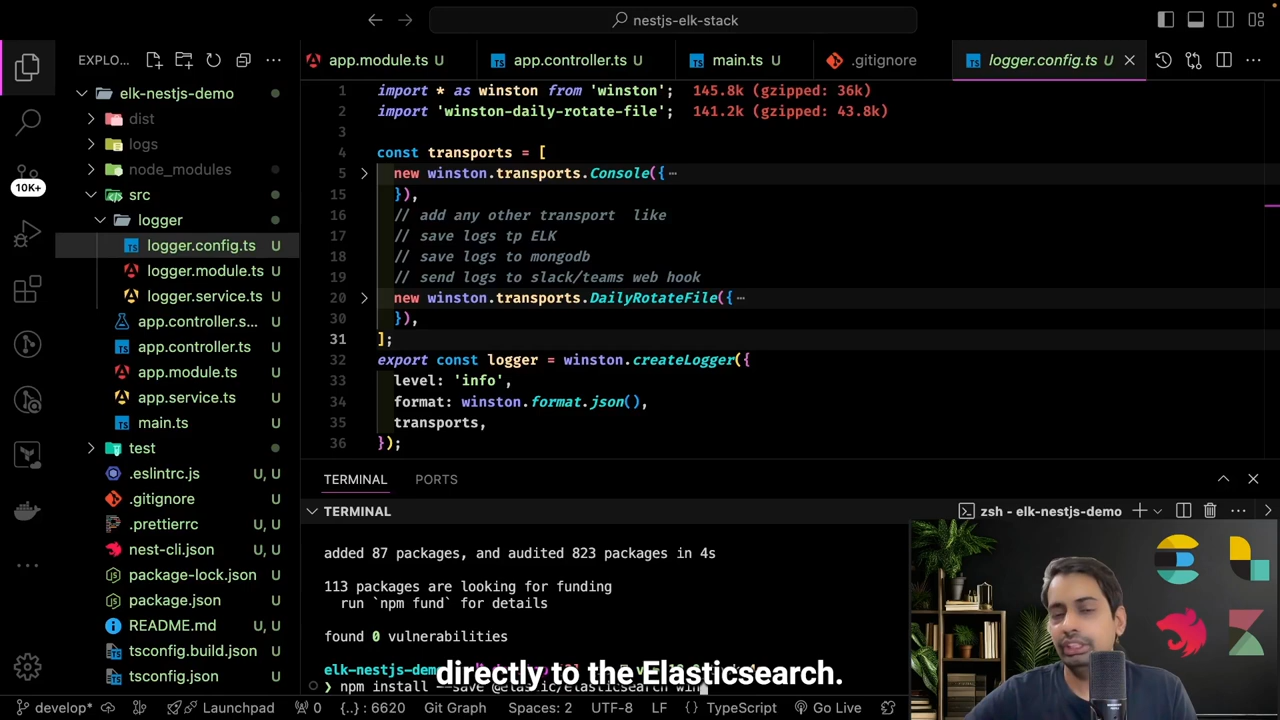 nestjs-elk-stack
EXPLO...
app.module.ts U
app.controller.ts U
main.ts U
.gitignore
logger.config.ts U
elk-nestjs-demo
dist
logs
node_modules
10K+
src
logger
logger.config.ts U
logger.module.ts U
logger.service.ts U
app.controller.s... U
app.controller.ts U
app.module.ts U
app.service.ts U
main.ts U
test
.eslintrc.js U, U
.gitignore U
.prettierrc U
nest-cli.json U
package-lock.json U
package.json U
README.md U
tsconfig.build.json U
tsconfig.json U
1 import * as winston from 'winston'; 145.8k (gzipped: 36k)
2 import 'winston-daily-rotate-file'; 141.2k (gzipped: 43.8k)
3
4 const transports = [
5 new winston.transports.Console({ ...
15 }),
16 // add any other transport  like
17 // save logs tp ELK
18 // save logs to mongodb
19 // send logs to slack/teams web hook
20 new winston.transports.DailyRotateFile({ ...
30 }),
31 ];
32 export const logger = winston.createLogger({
33 level: 'info',
34 format: winston.format.json(),
35 transports,
36 });
TERMINAL PORTS
TERMINAL
zsh - elk-nestjs-demo
added 87 packages, and audited 823 packages in 4s
113 packages are looking for funding
run `npm fund` for details
found 0 vulnerabilities
elk-nestjs-demo
directly to the Elasticsearch.
❯ npm install --save @elastic/elasticsearch win
develop* Launchpad 0 {..} : 6620 Git Graph Spaces: 2 UTF-8 LF {} TypeScript Go Live